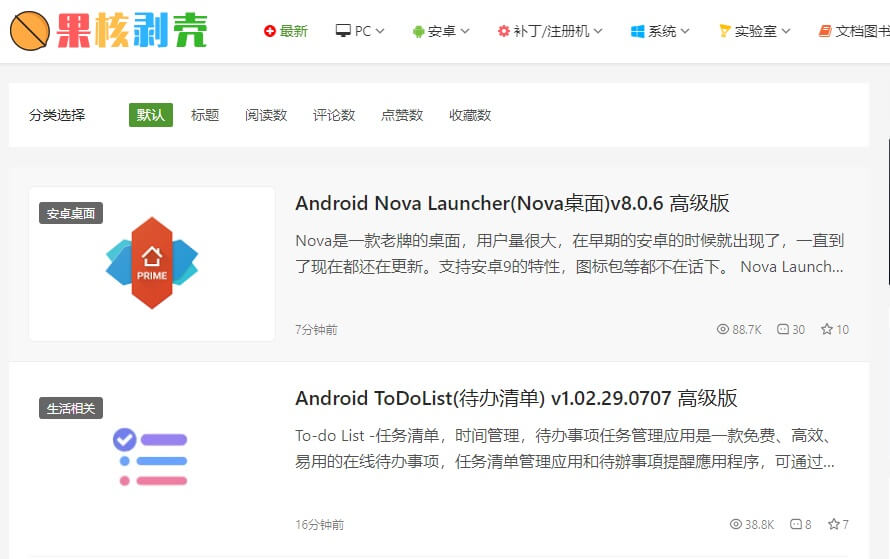 果核剥壳
最新 PC 安卓 补丁/注册机 系统 实验室 文档图书
分类选择 默认 标题 阅读数 评论数 点赞数 收藏数
安卓桌面
PRIME
Android Nova Launcher(Nova桌面)v8.0.6 高级版
Nova是一款老牌的桌面，用户量很大，在早期的安卓的时候就出现了，一直到
了现在都还在更新。支持安卓9的特性，图标包等都不在话下。 Nova Launch...
7分钟前 88.7K 30 10
生活相关
Android ToDoList(待办清单) v1.02.29.0707 高级版
To-do List -任务清单，时间管理，待办事项任务管理应用是一款免费、高效、
易用的在线待办事项，任务清单管理应用和待辦事項提醒應用程序，可通过...
16分钟前 38.8K 8 7